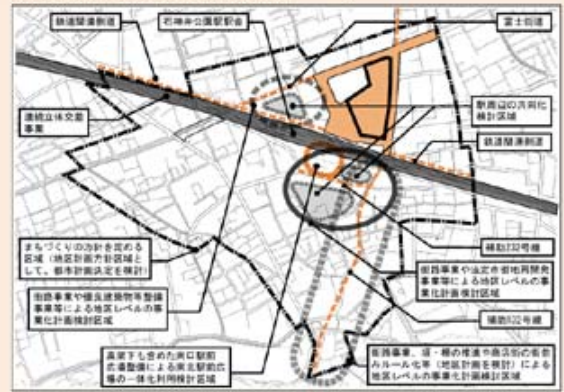 鉄道関連側道
石神井公園駅駅舎
富士街道
連続立体交差
事業
駅周辺の共同化
検討区域
鉄道関連側道
まちづくりの方針を定める
区域（地区計画方針区域と
して、都市計画決定を検討）
補助232号線
街路事業や法定市街地再開発
事業等による地区レベルの事
業化計画検討区域
街路事業や優良建築物等整備
事業等による地区レベルの事
業化計画検討区域
補助132号線
高架下も含めた南口駅前
広場整備による南北駅前広
場の一体化利用検討区域
街路事業、
の推進や商店街の街並
みルール化等（地区計画を検討）による
地区レベルの事業化計画検討区域